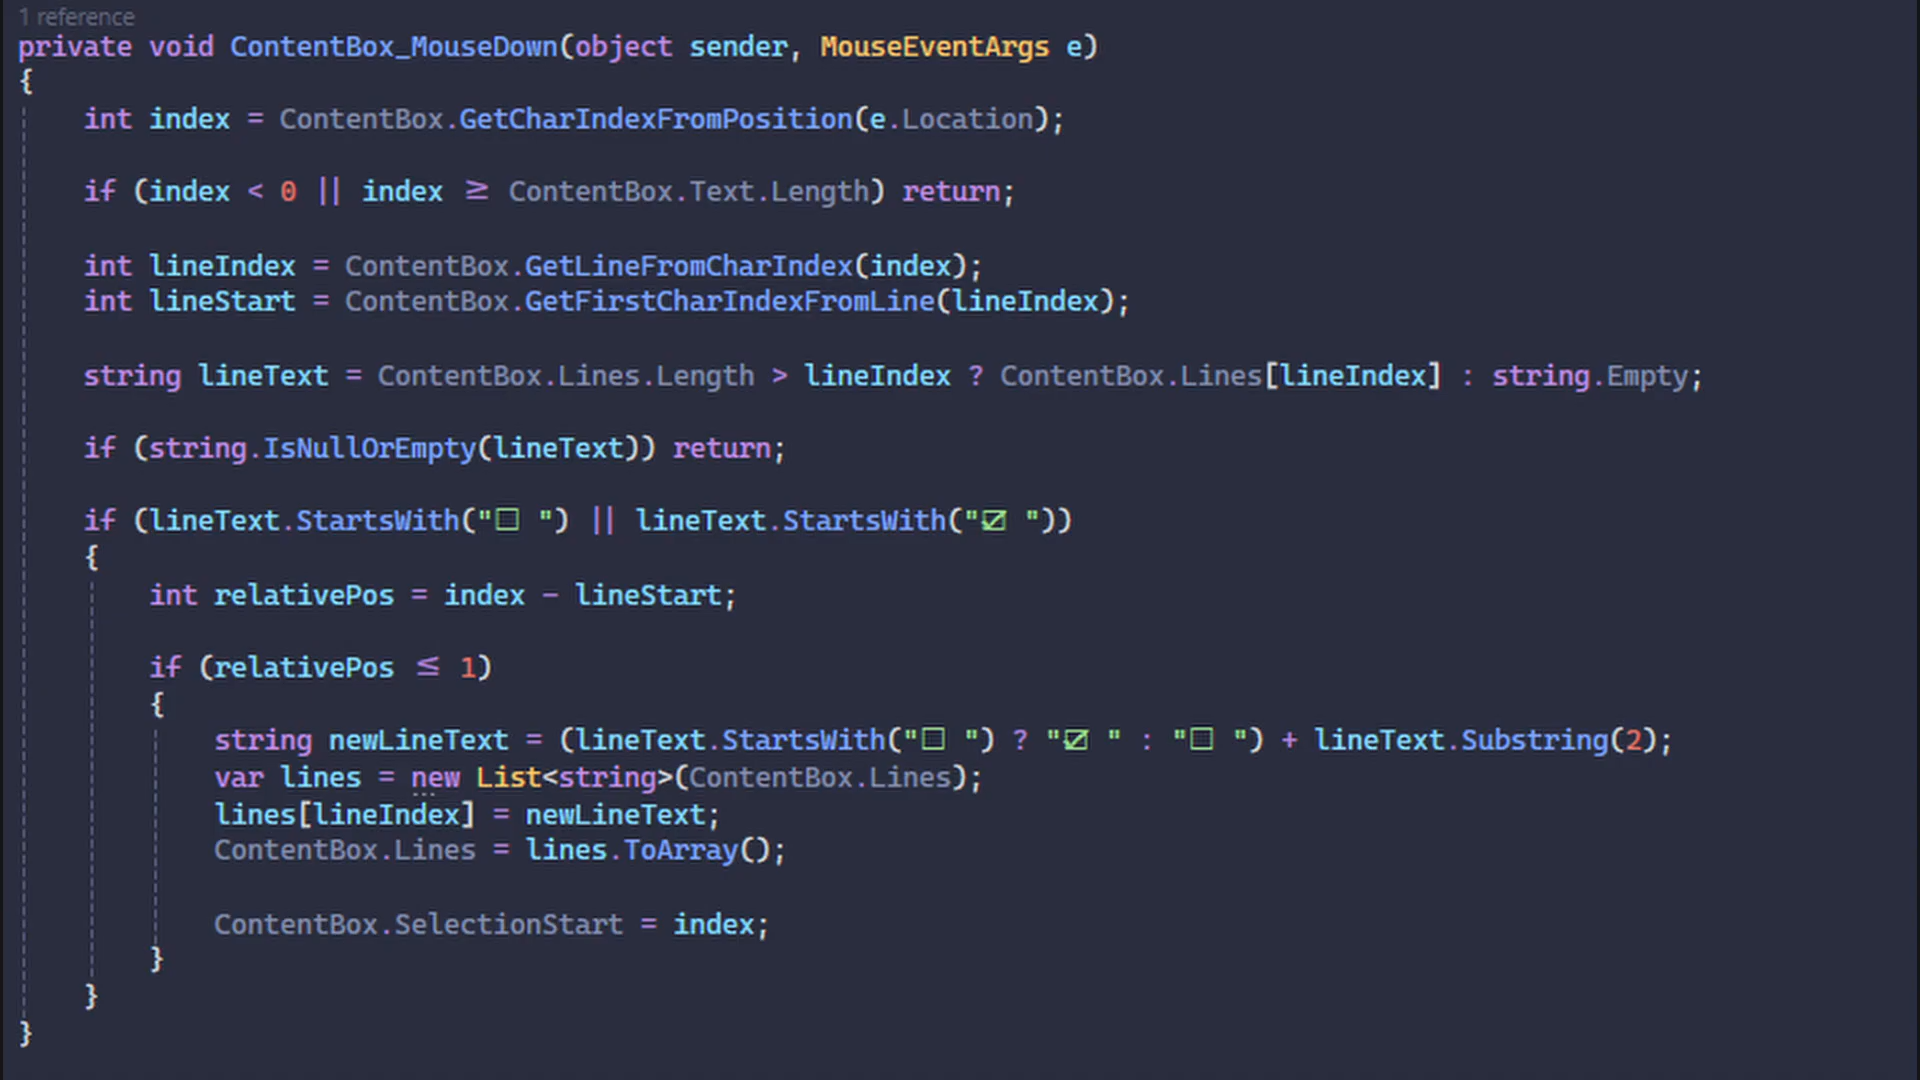 1 reference
private void ContentBox_MouseDown(object sender, MouseEventArgs e)
{
int index = ContentBox.GetCharIndexFromPosition(e.Location);
if (index < 0 || index ≥ ContentBox.Text.Length) return;
int lineIndex = ContentBox.GetLineFromCharIndex(index);
int lineStart = ContentBox.GetFirstCharIndexFromLine(lineIndex);
string lineText = ContentBox.Lines.Length > lineIndex ? ContentBox.Lines[lineIndex] : string.Empty;
if (string.IsNullOrEmpty(lineText)) return;
if (lineText.StartsWith("☐ ") || lineText.StartsWith("☑ "))
{
int relativePos = index - lineStart;
if (relativePos ≤ 1)
{
string newLineText = (lineText.StartsWith("☐ ") ? "☑ " : "☐ ") + lineText.Substring(2);
var lines = new List<string>(ContentBox.Lines);
lines[lineIndex] = newLineText;
ContentBox.Lines = lines.ToArray();
ContentBox.SelectionStart = index;
}
}
}